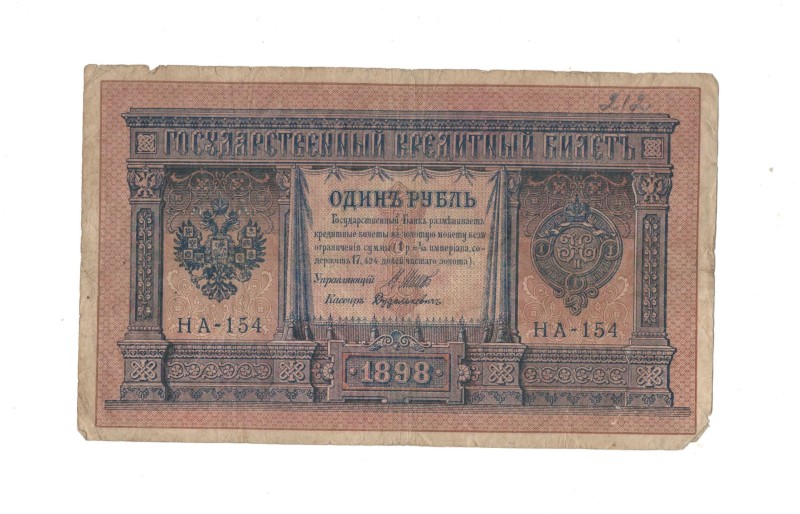 212
ГОСУДАРСТВЕННЫЙ КРЕДИТНЫЙ БИЛЕТЪ
ОДИНЪ РУБЛЬ
Государственный Банкъ размѣниваетъ
кредитные билеты на золотую монету безъ
ограниченія суммы (1 р. = 1/15 имперіала, со-
держитъ 17,424 долей чистаго золота).
Управляющій
Кассиръ
НА-154
НА-154
1898